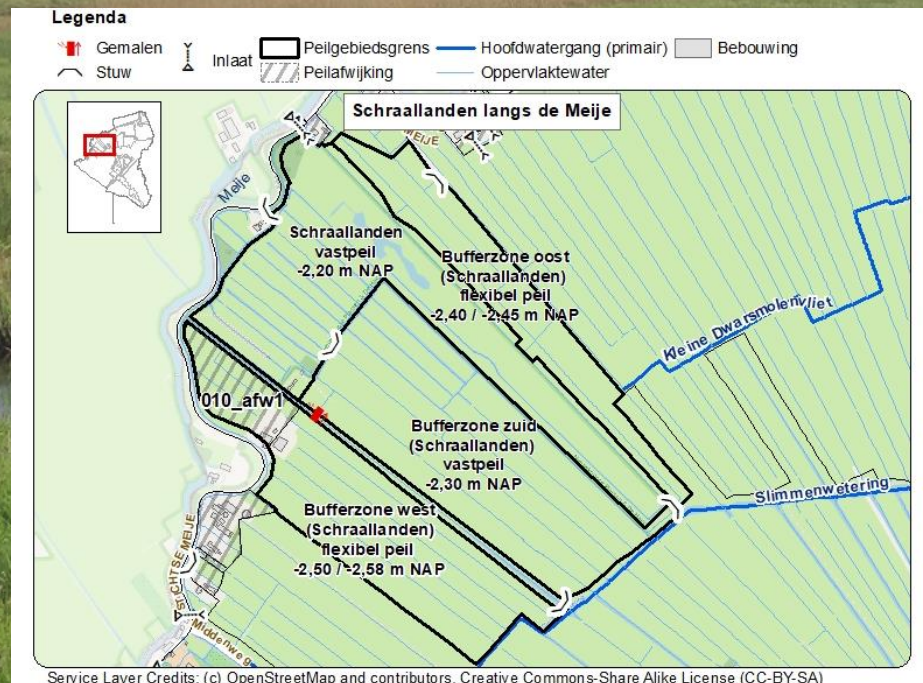 Legenda
Gemalen
Stuw
Inlaat
Peilgebiedsgrens
Peilafwijking
Hoofdwatergang (primair)
Oppervlaktewater
Bebouwing
Schraallanden langs de Meije
MEIJE
Meije
Schraallanden
vastpeil
-2,20 m NAP
Bufferzone oost
(Schraallanden)
flexibel peil
-2,40 / -2,45 m NAP
Kleine Dwarsmolenvliet
010_afw1
Bufferzone zuid
(Schraallanden)
vastpeil
-2,30 m NAP
Slimmenwetering
Bufferzone west
(Schraallanden)
flexibel peil
-2,50 / -2,58 m NAP
STICHTSE MEIJE
Middenweg
Service Layer Credits: (c) OpenStreetMap and contributors, Creative Commons-Share Alike License (CC-BY-SA)